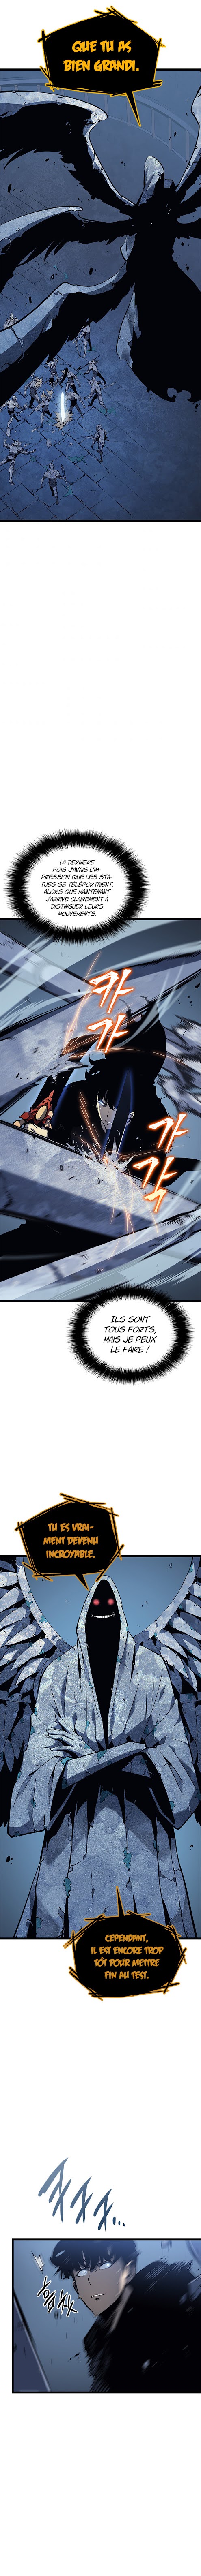 QUE TU AS
BIEN GRANDI.
LA DERNIÈRE
FOIS J'AVAIS L'IM-
PRESSION QUE LES STA-
TUES SE TÉLÉPORTAIENT,
ALORS QUE MAINTENANT
J'ARRIVE CLAIREMENT À
DISTINGUER LEURS
MOUVEMENTS.
카
가
가
가
ILS SONT
TOUS FORTS,
MAIS JE PEUX
LE FAIRE !
TU ES VRAI-
MENT DEVENU
INCROYABLE.
CEPENDANT,
IL EST ENCORE TROP
TÔT POUR METTRE
FIN AU TEST.